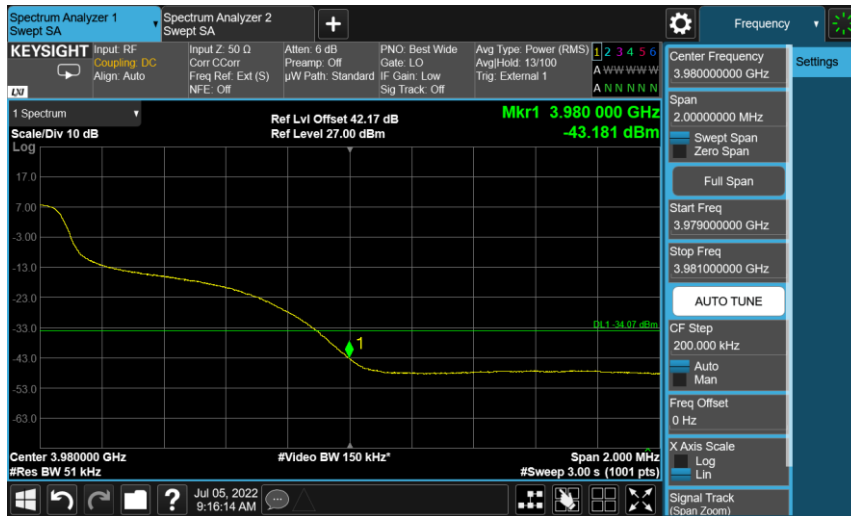 Spectrum Analyzer 1
Swept SA
Spectrum Analyzer 2
Swept SA
Frequency
KEYSIGHT
Input: RF
Coupling: DC
Align: Auto
Input Z: 50 Ω
Corr CCorr
Freq Ref: Ext (S)
NFE: Off
Atten: 6 dB
Preamp: Off
µW Path: Standard
PNO: Best Wide
Gate: LO
IF Gain: Low
Sig Track: Off
Avg Type: Power (RMS)
Avg|Hold: 13/100
Trig: External 1
1 2 3 4 5 6
A W W W W W
A N N N N N
LXI
1 Spectrum
Scale/Div 10 dB
Ref Lvl Offset 42.17 dB
Ref Level 27.00 dBm
Mkr1 3.980 000 GHz
-43.181 dBm
Log
17.0
7.00
-3.00
-13.0
-23.0
-33.0
-43.0
-53.0
-63.0
DL1 -34.07 dBm
1
Center 3.980000 GHz
#Res BW 51 kHz
#Video BW 150 kHz*
Span 2.000 MHz
#Sweep 3.00 s (1001 pts)
Jul 05, 2022
9:16:14 AM
Center Frequency
3.980000000 GHz
Span
2.00000000 MHz
Swept Span
Zero Span
Full Span
Start Freq
3.979000000 GHz
Stop Freq
3.981000000 GHz
AUTO TUNE
CF Step
200.000 kHz
Auto
Man
Freq Offset
0 Hz
X Axis Scale
Log
Lin
Signal Track
(Span Zoom)
Settings